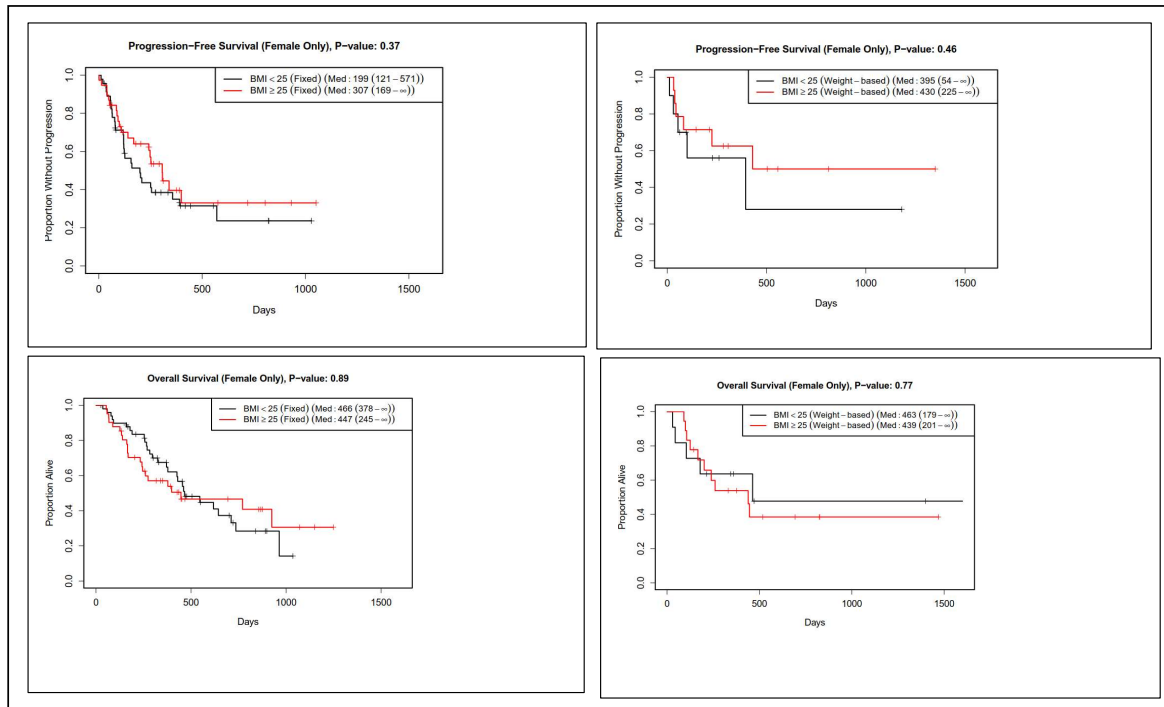 Progression−Free Survival (Female Only), P−value: 0.37
BMI < 25 (Fixed) (Med : 199 (121 − 571))
BMI ≥ 25 (Fixed) (Med : 307 (169 − ∞))
Proportion Without Progression
1.0
0.8
0.6
0.4
0.2
0.0
0 500 1000 1500
Days
Progression−Free Survival (Female Only), P−value: 0.46
BMI < 25 (Weight − based) (Med : 395 (54 − ∞))
BMI ≥ 25 (Weight − based) (Med : 430 (225 − ∞))
Proportion Without Progression
1.0
0.8
0.6
0.4
0.2
0.0
0 500 1000 1500
Days
Overall Survival (Female Only), P−value: 0.89
BMI < 25 (Fixed) (Med : 466 (378 − ∞))
BMI ≥ 25 (Fixed) (Med : 447 (245 − ∞))
Proportion Alive
1.0
0.8
0.6
0.4
0.2
0.0
0 500 1000 1500
Days
Overall Survival (Female Only), P−value: 0.77
BMI < 25 (Weight − based) (Med : 463 (179 − ∞))
BMI ≥ 25 (Weight − based) (Med : 439 (201 − ∞))
Proportion Alive
1.0
0.8
0.6
0.4
0.2
0.0
0 500 1000 1500
Days